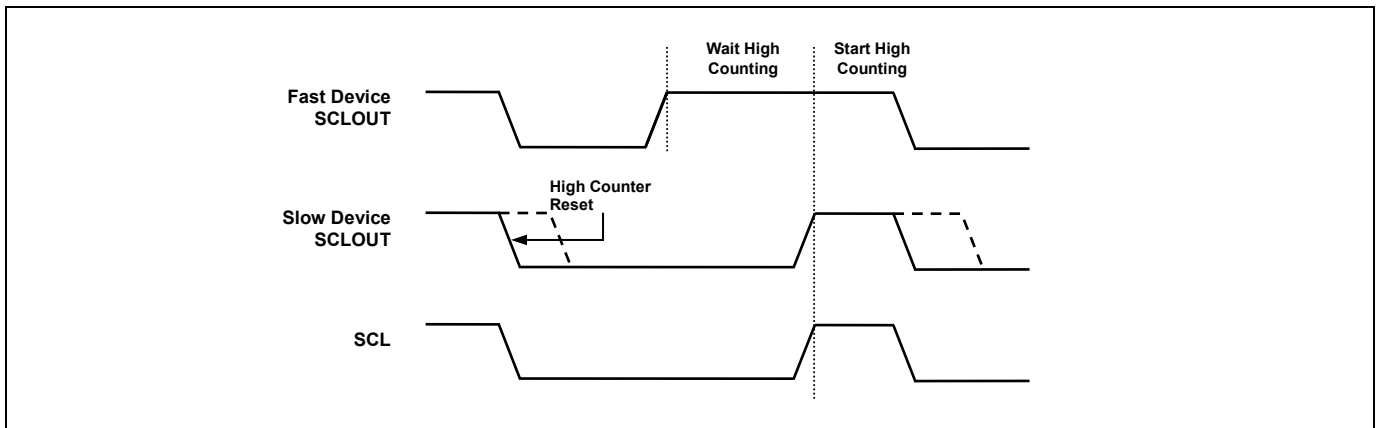 Wait High
Counting
Start High
Counting
Fast Device
SCLOUT
High Counter
Reset
Slow Device
SCLOUT
SCL